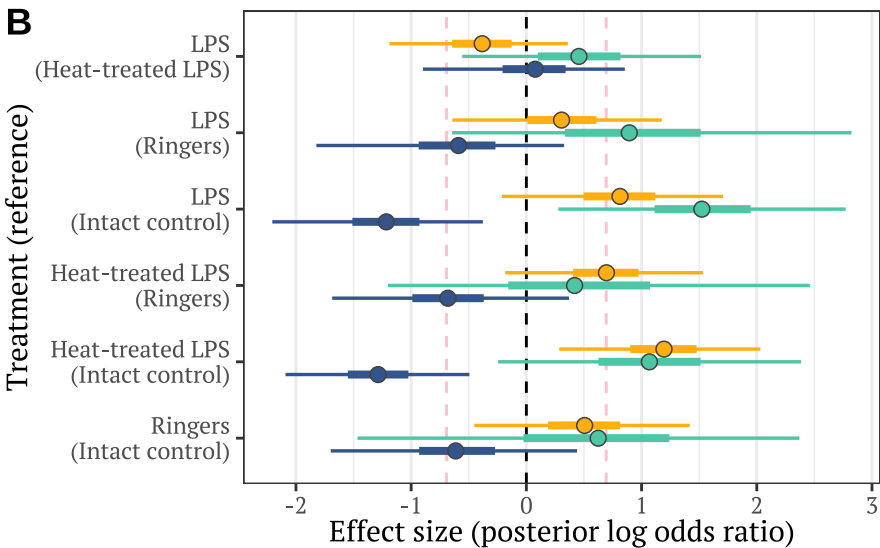 B
LPS
(Heat-treated LPS)
LPS
(Ringers)
LPS
(Intact control)
Heat-treated LPS
(Ringers)
Heat-treated LPS
(Intact control)
Ringers
(Intact control)
Treatment (reference)
-2 -1 0 1 2 3
Effect size (posterior log odds ratio)